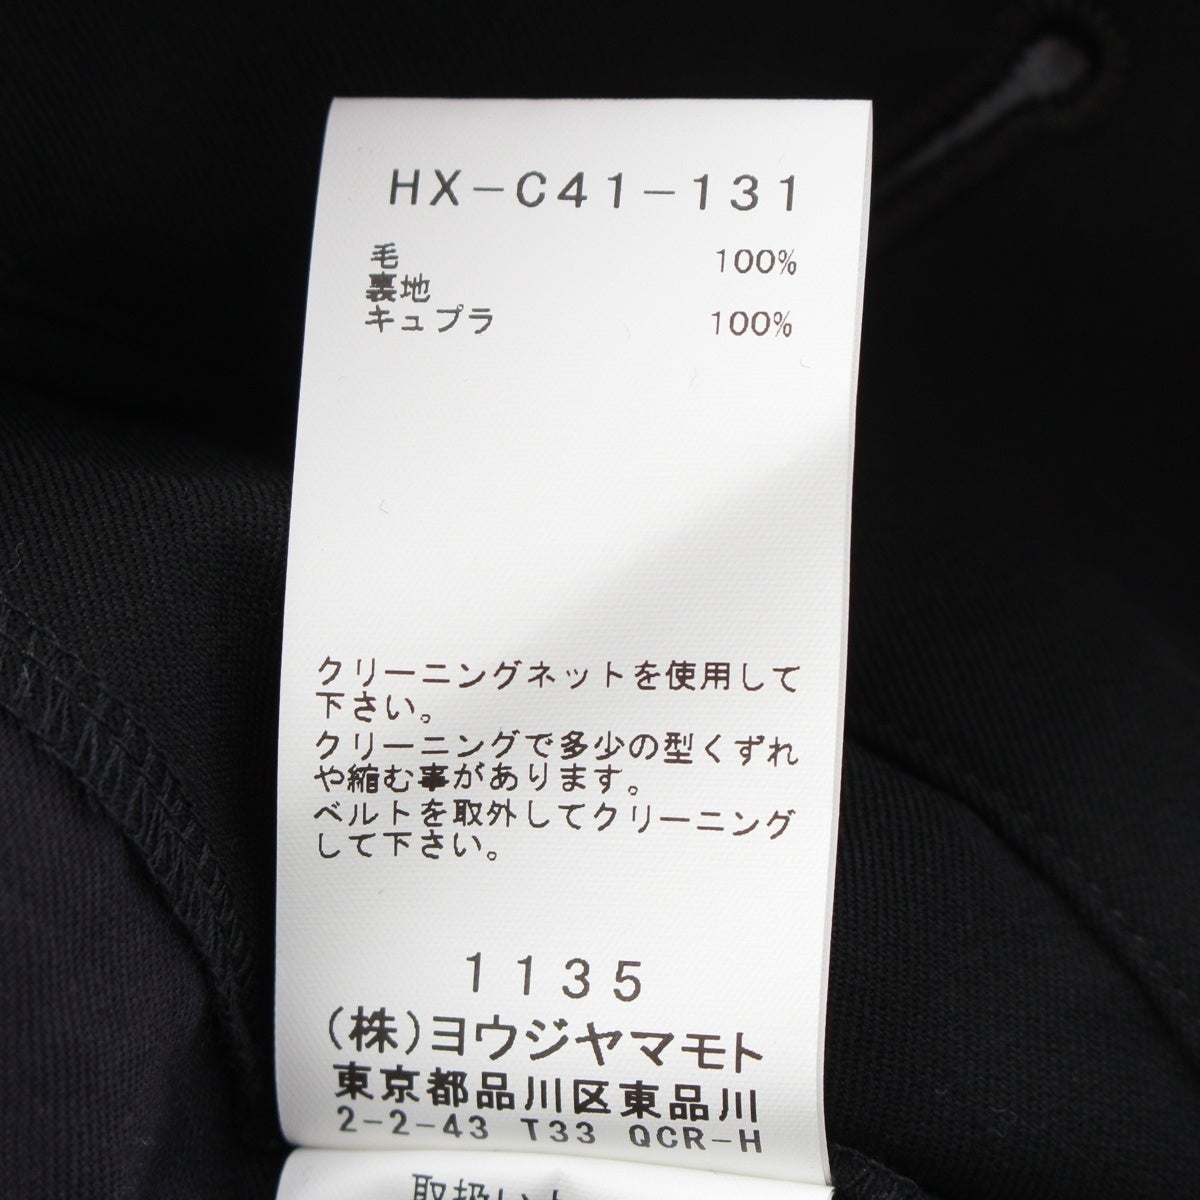 HX-C41-131
毛 100%
裏地
キュプラ 100%
クリーニングネットを使用して
下さい。
クリーニングで多少の型くずれ
や縮む事があります。
ベルトを取外してクリーニング
して下さい。
1135
(株)ヨウジヤマモト
東京都品川区東品川
2-2-43 T33 QCR-H